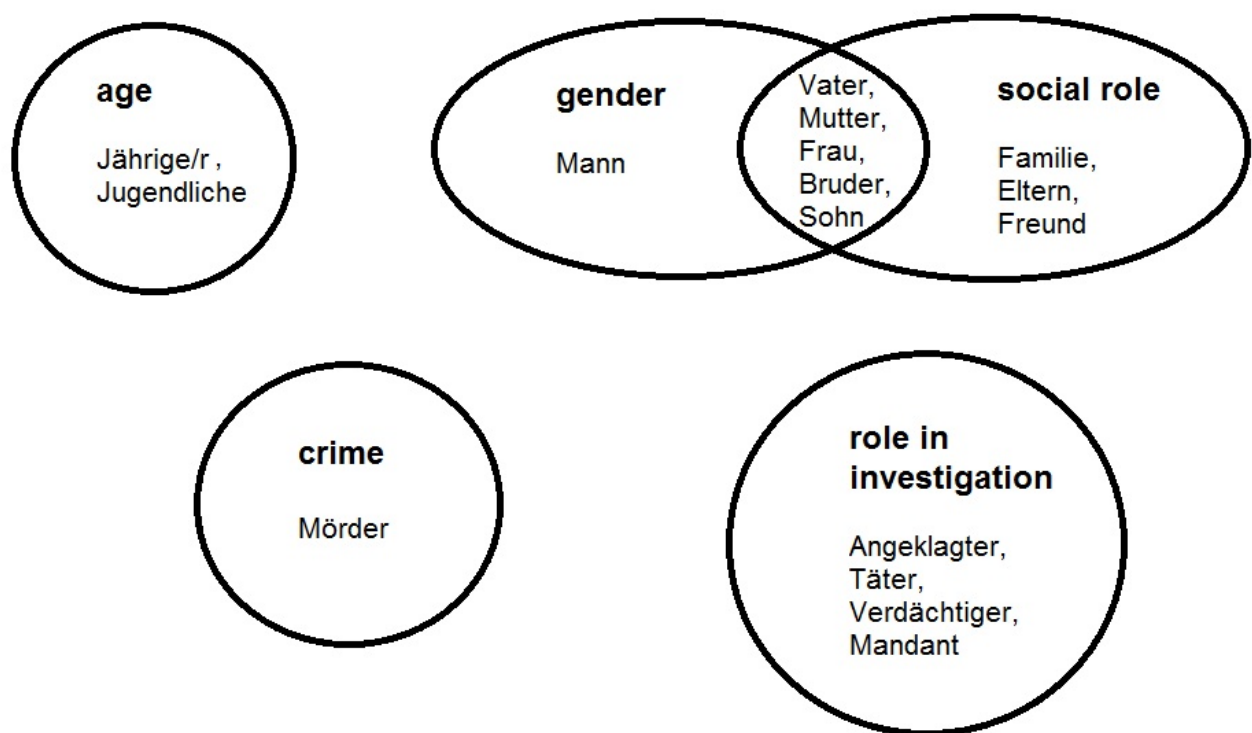 age
Jährige/r ,
Jugendliche
gender
Mann
Vater,
Mutter,
Frau,
Bruder,
Sohn
social role
Familie,
Eltern,
Freund
crime
Mörder
role in
investigation
Angeklagter,
Täter,
Verdächtiger,
Mandant